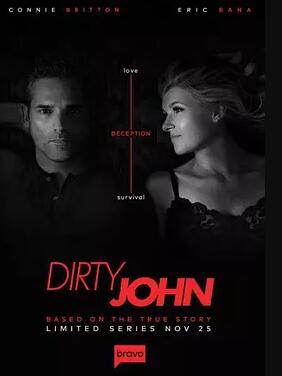 CONNIE BRITTON ERIC BANA
love
DECEPTION
survival
DIRTY JOHN
BASED ON THE TRUE STORY
LIMITED SERIES NOV 25
bravo